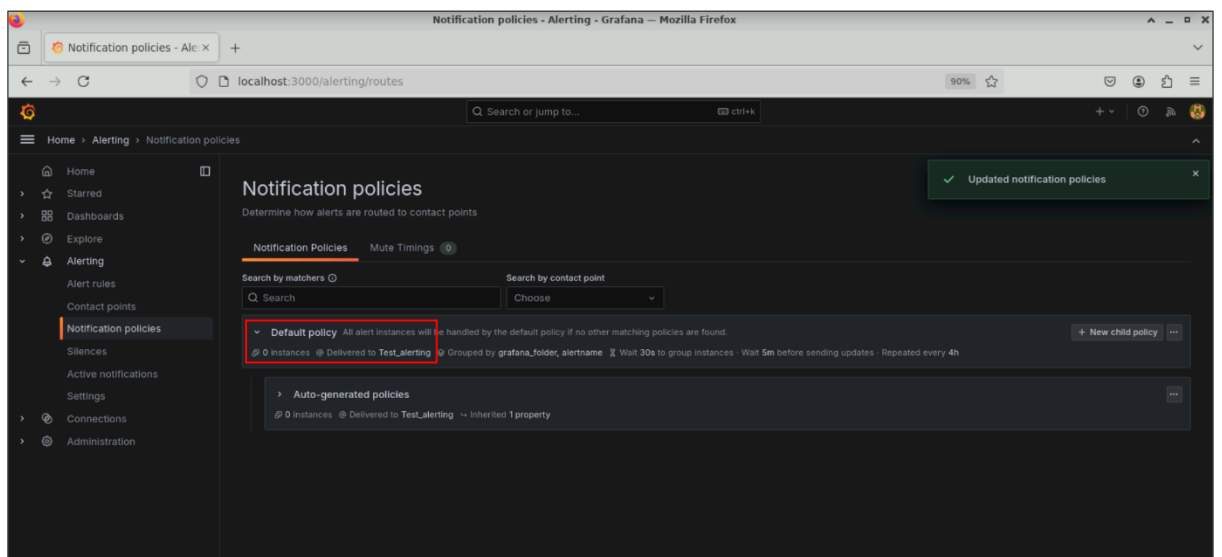 Notification policies - Alerting - Grafana — Mozilla Firefox
Notification policies - Ale
localhost:3000/alerting/routes
90%
Search or jump to...
ctrl+k
Home › Alerting › Notification policies
Home
Starred
Dashboards
Explore
Alerting
Alert rules
Contact points
Notification policies
Silences
Active notifications
Settings
Connections
Administration
Notification policies
Determine how alerts are routed to contact points
Updated notification policies
Notification Policies Mute Timings 0
Search by matchers Search by contact point
Search Choose
Default policy All alert instances will be handled by the default policy if no other matching policies are found.
+ New child policy
0 instances Delivered to Test_alerting Grouped by grafana_folder, alertname Wait 30s to group instances · Wait 5m before sending updates · Repeated every 4h
Auto-generated policies
0 instances Delivered to Test_alerting Inherited 1 property